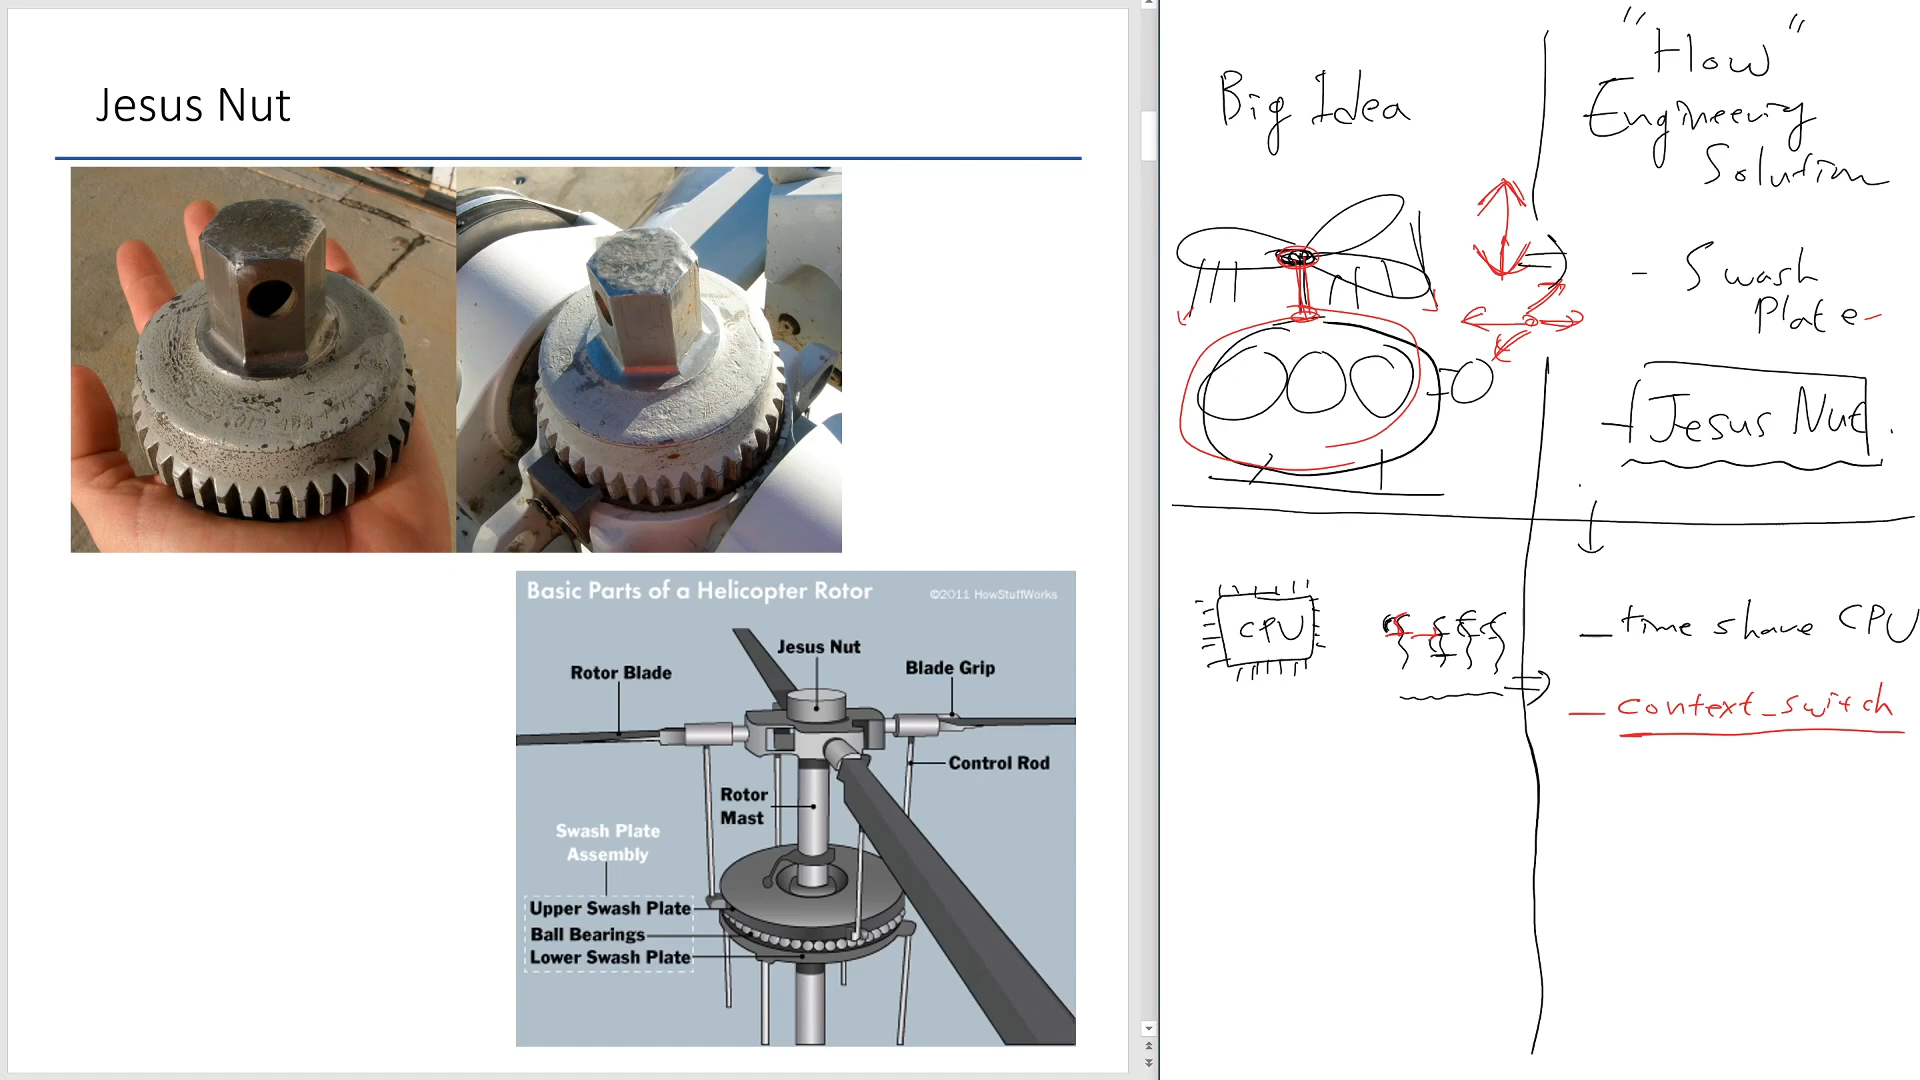 Jesus Nut
Basic Parts of a Helicopter Rotor
©2011 HowStuffWorks
Jesus Nut
Rotor Blade
Blade Grip
Control Rod
Rotor
Mast
Swash Plate
Assembly
Upper Swash Plate
Ball Bearings
Lower Swash Plate
Big Idea
"How"
Engineering
Solution
- Swash
Plate
- Jesus Nut.
CPU
- time share CPU
- context_switch